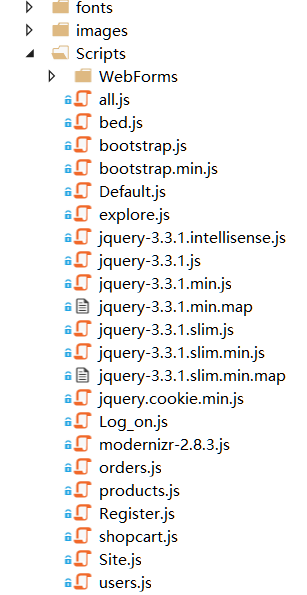 fonts
images
Scripts
WebForms
all.js
bed.js
bootstrap.js
bootstrap.min.js
Default.js
explore.js
jquery-3.3.1.intellisense.js
jquery-3.3.1.js
jquery-3.3.1.min.js
jquery-3.3.1.min.map
jquery-3.3.1.slim.js
jquery-3.3.1.slim.min.js
jquery-3.3.1.slim.min.map
jquery.cookie.min.js
Log_on.js
modernizr-2.8.3.js
orders.js
products.js
Register.js
shopcart.js
Site.js
users.js